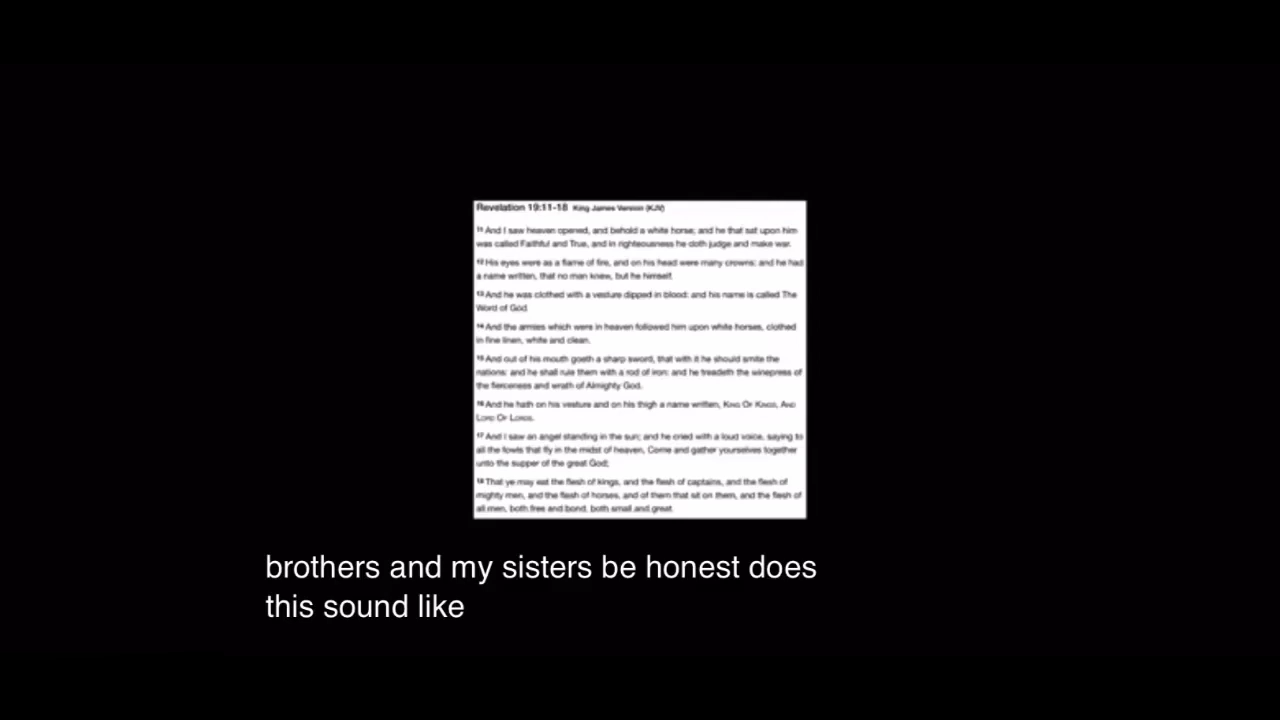 Revelation 19:11-18 King James Version (KJV)
11 And I saw heaven opened, and behold a white horse; and he that sat upon him
was called Faithful and True, and in righteousness he doth judge and make war.
12 His eyes were as a flame of fire, and on his head were many crowns; and he had
a name written, that no man knew, but he himself.
13 And he was clothed with a vesture dipped in blood: and his name is called The
Word of God.
14 And the armies which were in heaven followed him upon white horses, clothed
in fine linen, white and clean.
15 And out of his mouth goeth a sharp sword, that with it he should smite the
nations: and he shall rule them with a rod of iron: and he treadeth the winepress of
the fierceness and wrath of Almighty God.
16 And he hath on his vesture and on his thigh a name written, King Of Kings, And
Lord Of Lords.
17 And I saw an angel standing in the sun; and he cried with a loud voice, saying to
all the fowls that fly in the midst of heaven, Come and gather yourselves together
unto the supper of the great God;
18 That ye may eat the flesh of kings, and the flesh of captains, and the flesh of
mighty men, and the flesh of horses, and of them that sit on them, and the flesh of
all men, both free and bond, both small and great.
brothers and my sisters be honest does
this sound like